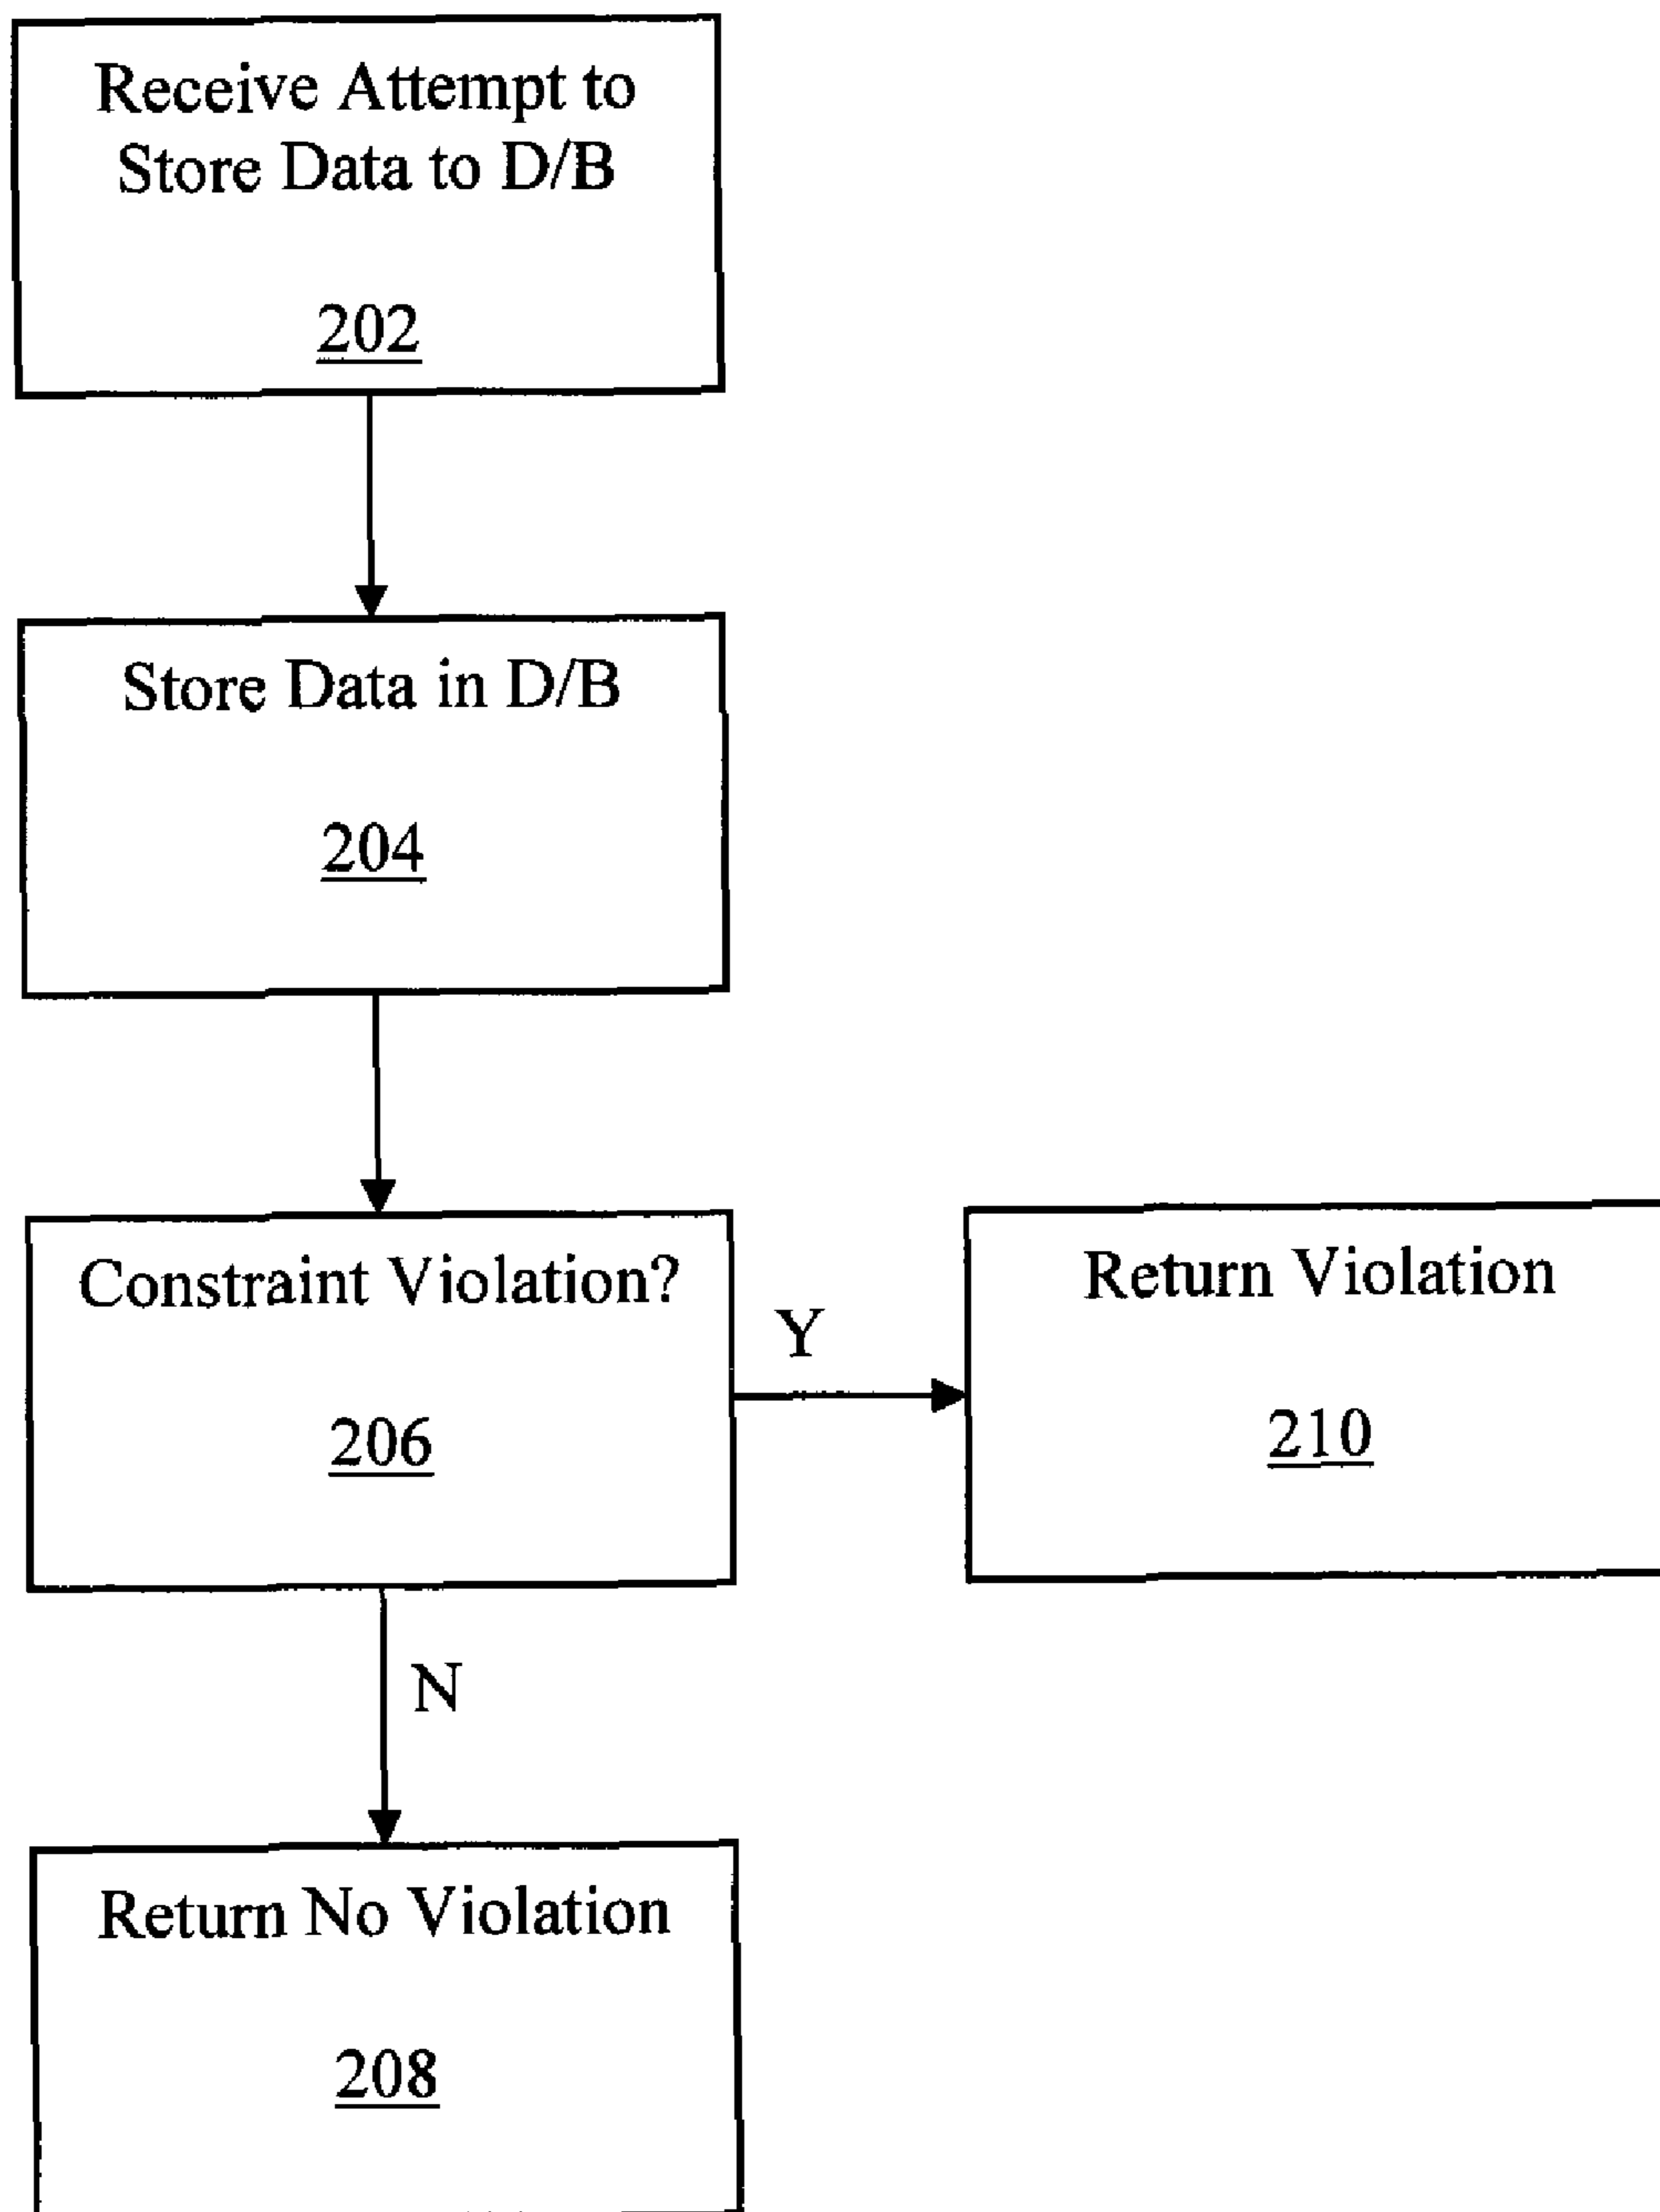 Receive Attempt to
Store Data to D/B
202
Store Data in D/B
204
Constraint Violation?
206
Y
Return Violation
210
N
Return No Violation
208